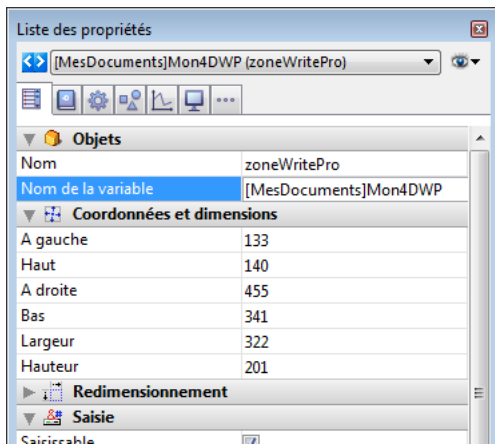 Liste des propriétés
[MesDocuments]Mon4DWP (zoneWritePro)
Objets
Nom zoneWritePro
Nom de la variable [MesDocuments]Mon4DWP
Coordonnées et dimensions
A gauche 133
Haut 140
A droite 455
Bas 341
Largeur 322
Hauteur 201
Redimensionnement
Saisie
Saisissable